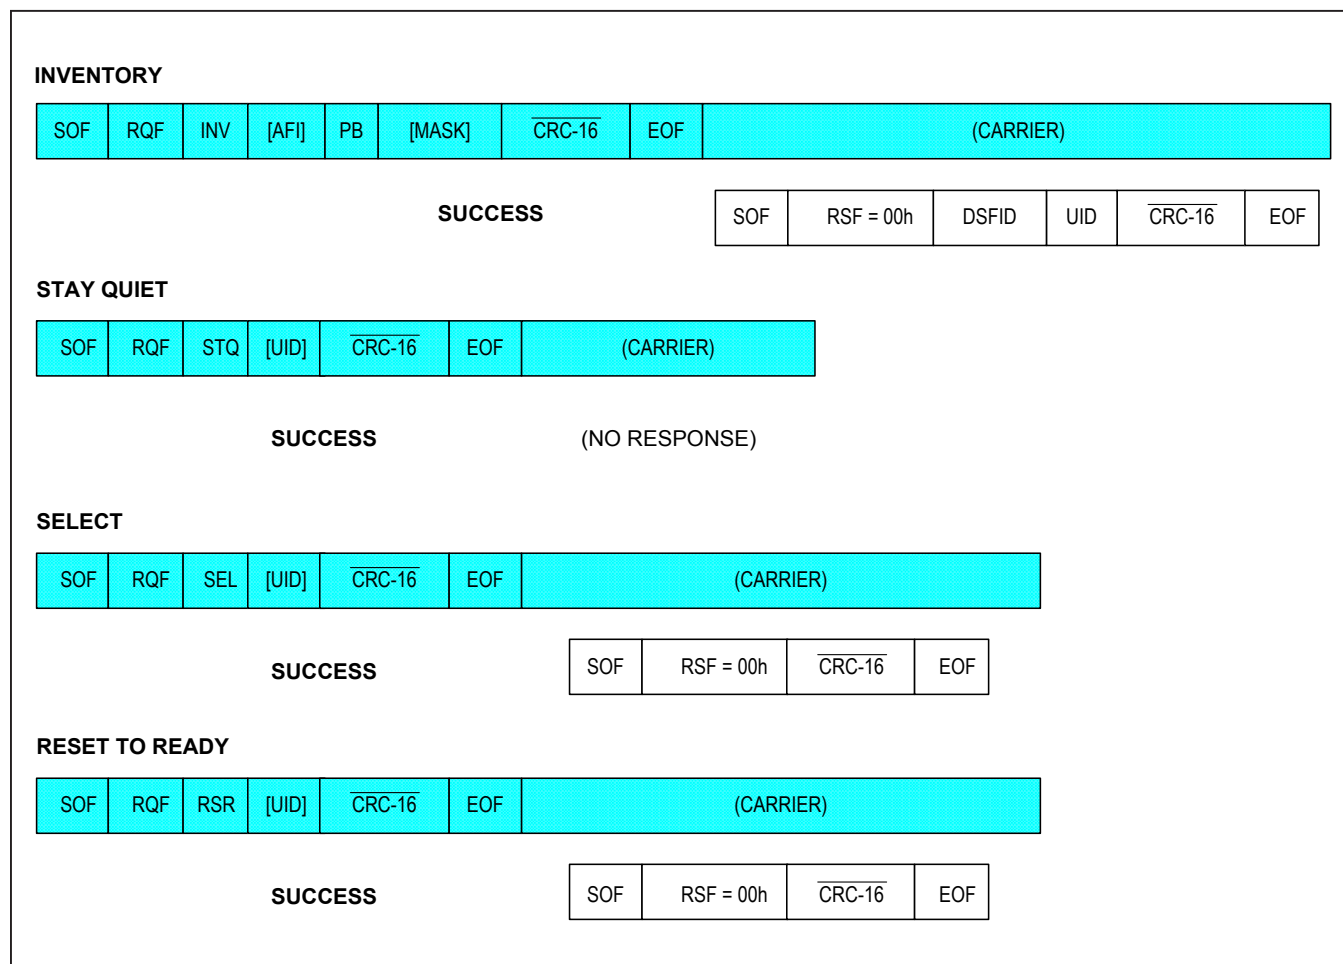 INVENTORY
SOF RQF INV [AFI] PB [MASK] CRC-16 EOF (CARRIER)
SUCCESS SOF RSF = 00h DSFID UID CRC-16 EOF
STAY QUIET
SOF RQF STQ [UID] CRC-16 EOF (CARRIER)
SUCCESS (NO RESPONSE)
SELECT
SOF RQF SEL [UID] CRC-16 EOF (CARRIER)
SUCCESS SOF RSF = 00h CRC-16 EOF
RESET TO READY
SOF RQF RSR [UID] CRC-16 EOF (CARRIER)
SUCCESS SOF RSF = 00h CRC-16 EOF